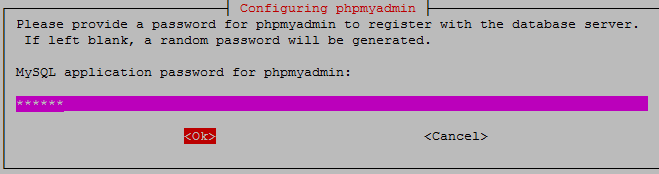 Configuring phpmyadmin
Please provide a password for phpmyadmin to register with the database server.
If left blank, a random password will be generated.
MySQL application password for phpmyadmin:
******
<Ok> <Cancel>